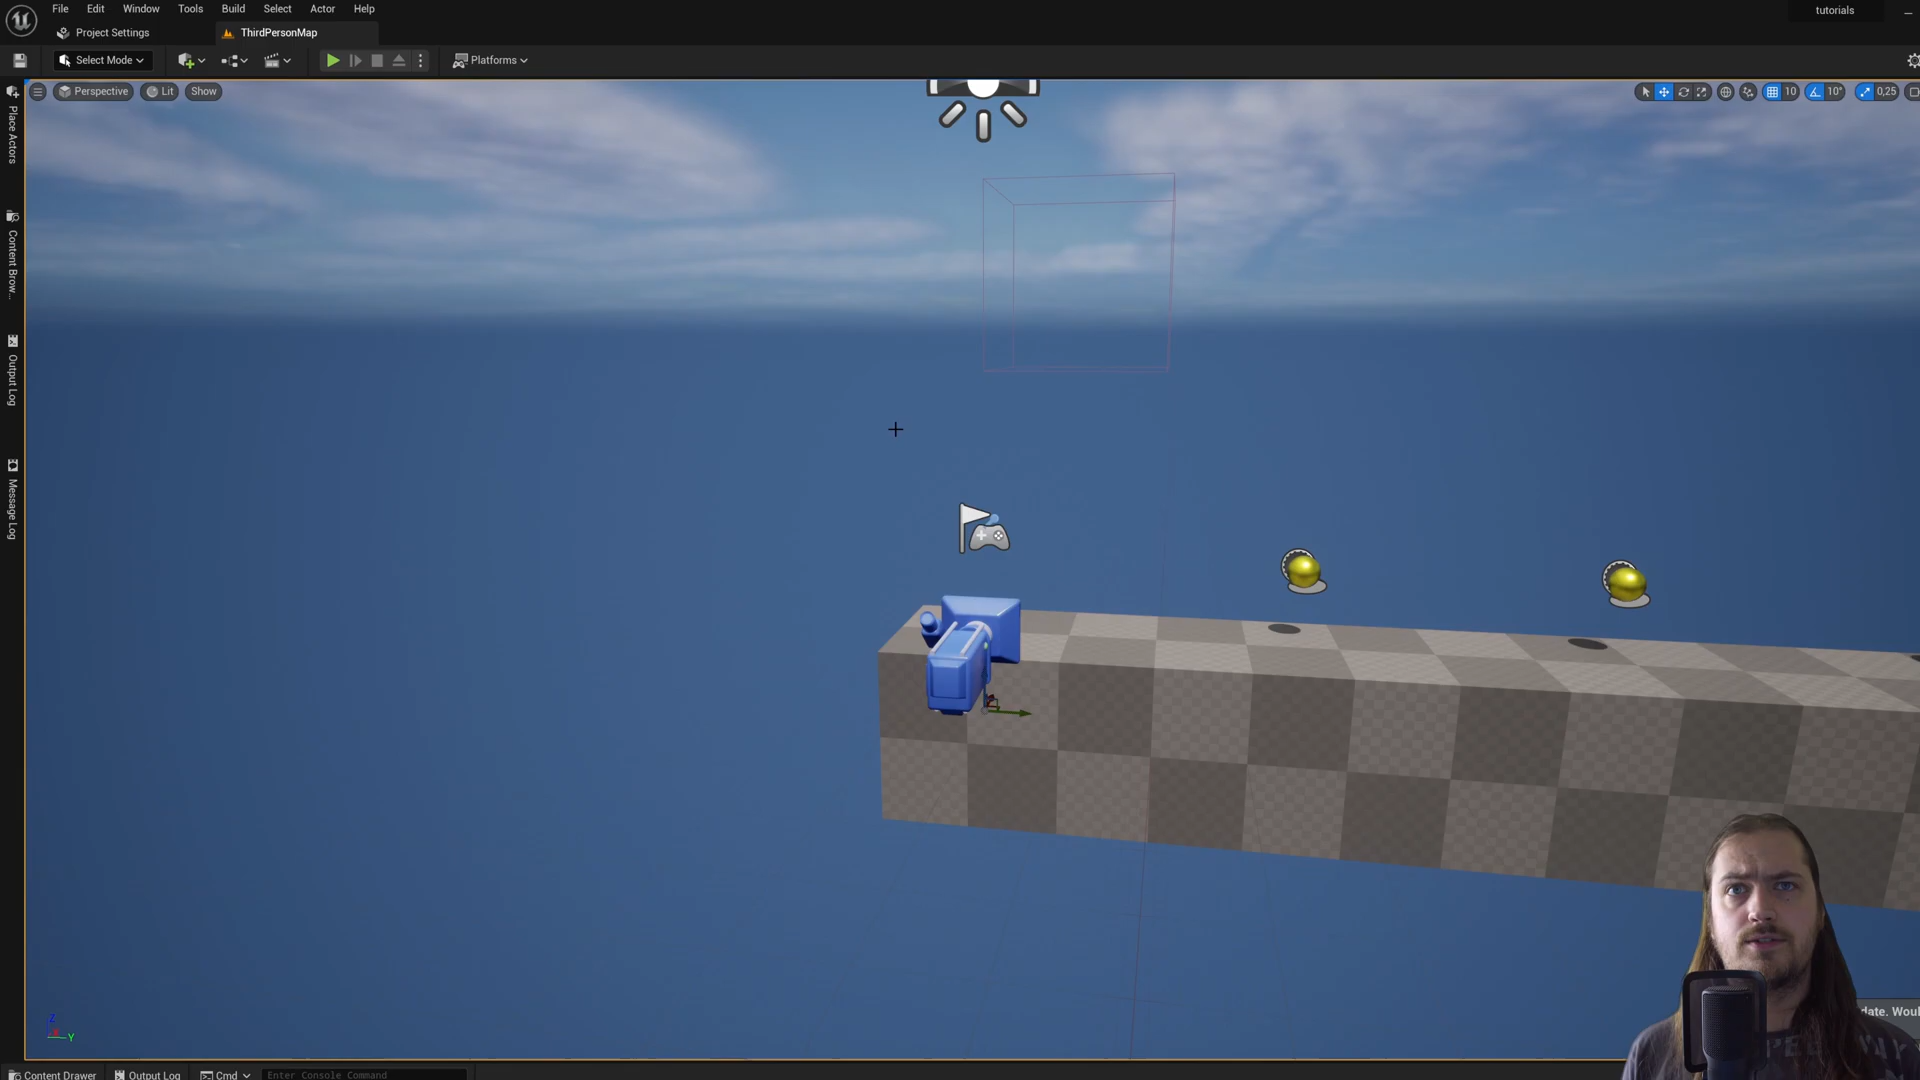 File Edit Window Tools Build Select Actor Help
tutorials
Project Settings
ThirdPersonMap
Select Mode
Platforms
Perspective
Lit
Show
10
10°
0,25
Place Actors
Content Brow...
Output Log
Message Log
Z
Y
date. Woul
Content Drawer
Output Log
Cmd
Enter Console Command